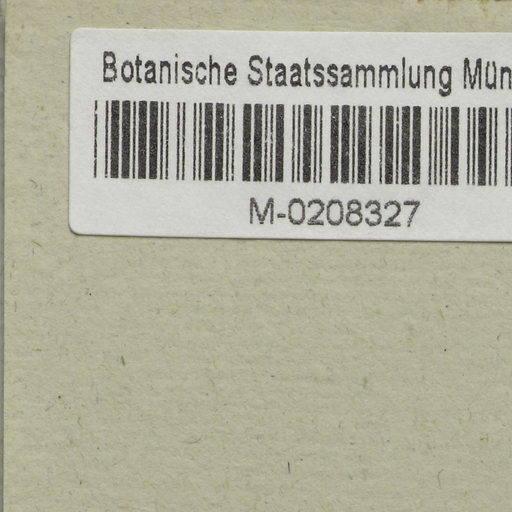 Botanische Staatssammlung Mün
M-0208327